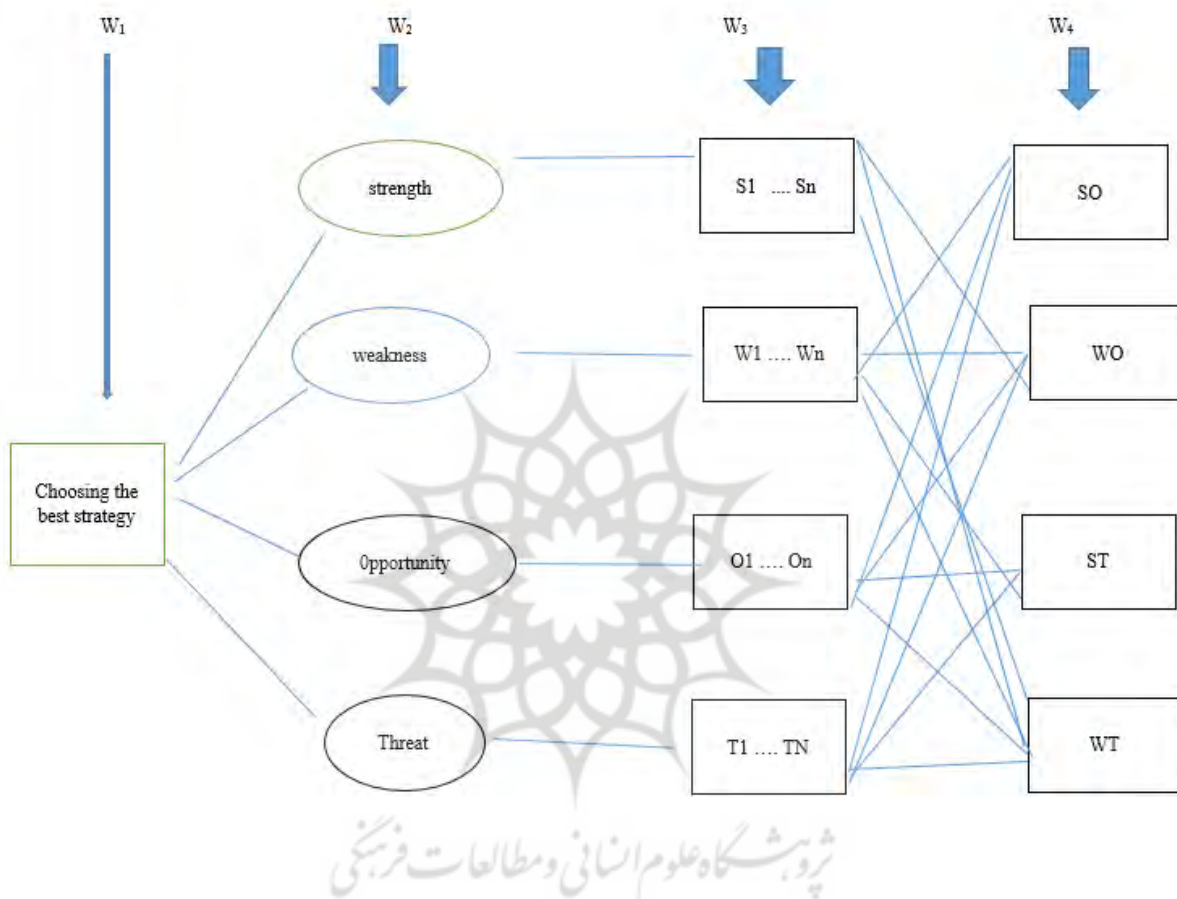 W1
W2
W3
W4
strength
S1 .... Sn
SO
weakness
W1 .... Wn
WO
Choosing the
best strategy
0pportunity
O1 .... On
ST
Threat
T1 .... TN
WT
پژوهشگاه علوم انسانی و مطالعات فرهنگی